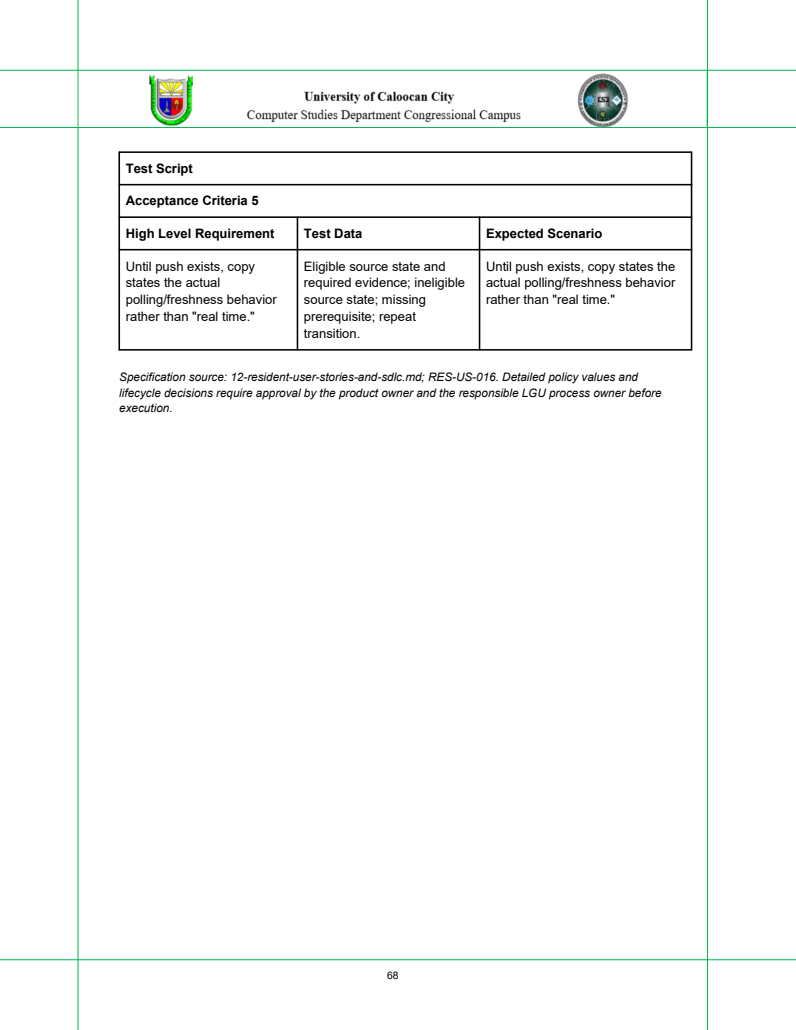 University of Caloocan City
Computer Studies Department Congressional Campus
Test Script
Acceptance Criteria 5
High Level Requirement
Test Data
Expected Scenario
Until push exists, copy
states the actual
polling/freshness behavior
rather than "real time."
Eligible source state and
required evidence; ineligible
source state; missing
prerequisite; repeat
transition.
Until push exists, copy states the
actual polling/freshness behavior
rather than "real time."
Specification source: 12-resident-user-stories-and-sdlc.md; RES-US-016. Detailed policy values and
lifecycle decisions require approval by the product owner and the responsible LGU process owner before
execution.
68